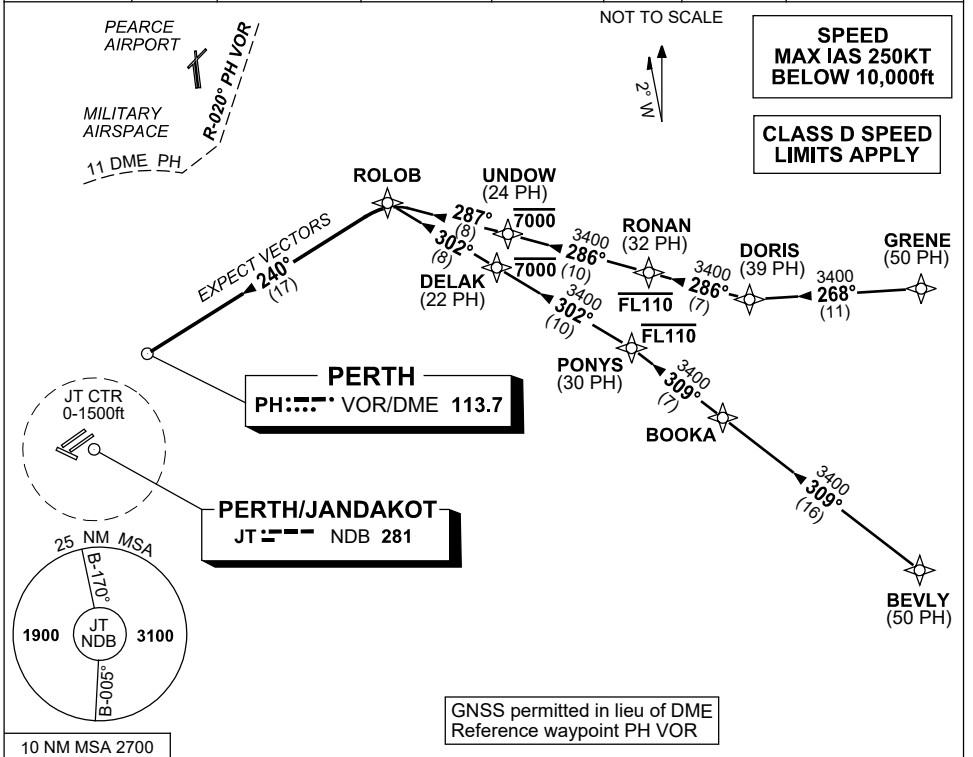 PEARCE
AIRPORT
MILITARY
AIRSPACE
11 DME PH
R-020° PH VOR
NOT TO SCALE
2° W
SPEED
MAX IAS 250KT
BELOW 10,000ft
CLASS D SPEED
LIMITS APPLY
ROLOB
UNDOW
(24 PH)
7000
287°
(8)
302°
(8)
DELAK
(22 PH)
7000
3400
286°
(10)
RONAN
(32 PH)
FL110
3400
286°
(7)
DORIS
(39 PH)
3400
268°
(11)
GRENE
(50 PH)
3400
302°
(10)
FL110
PONYS
(30 PH)
3400
309°
(7)
BOOKA
3400
309°
(16)
BEVLY
(50 PH)
EXPECT VECTORS
240°
(17)
PERTH
PH VOR/DME 113.7
JT CTR
0-1500ft
PERTH/JANDAKOT
JT NDB 281
25 NM MSA
B-170°
1900
JT
NDB
3100
B-005°
10 NM MSA 2700
GNSS permitted in lieu of DME
Reference waypoint PH VOR